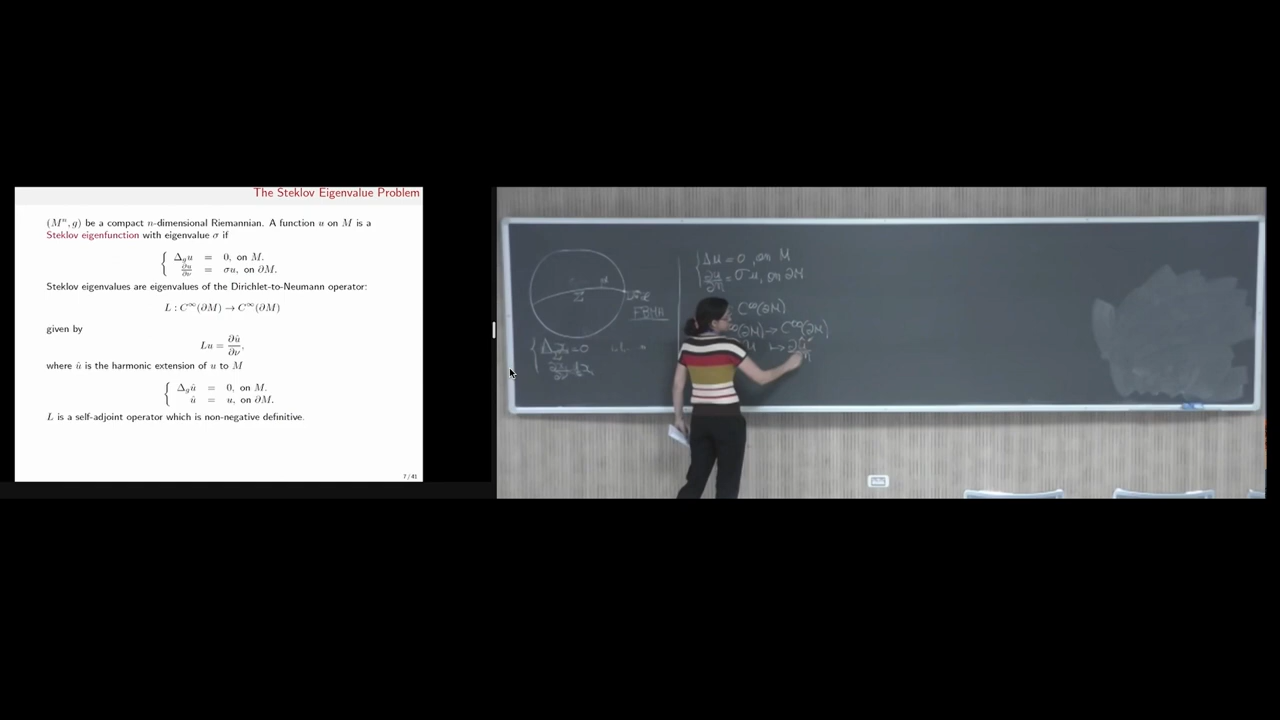 The Steklov Eigenvalue Problem
(Mⁿ, g) be a compact n-dimensional Riemannian. A function u on M is a
Steklov eigenfunction with eigenvalue σ if
{ Δ_g u = 0, on M.
∂u/∂ν = σu, on ∂M.
Steklov eigenvalues are eigenvalues of the Dirichlet-to-Neumann operator:
L : C^∞(∂M) → C^∞(∂M)
given by
Lu = ∂û/∂ν,
where û is the harmonic extension of u to M
{ Δ_g û = 0, on M.
û = u, on ∂M.
L is a self-adjoint operator which is non-negative definitive.
7 / 41
Σ
FBMA
{ Δu = 0, on M
∂u/∂η = σu, on ∂M
C^∞(∂M)
(∂M) → C^∞(∂M)
u ↦ ∂û/∂η